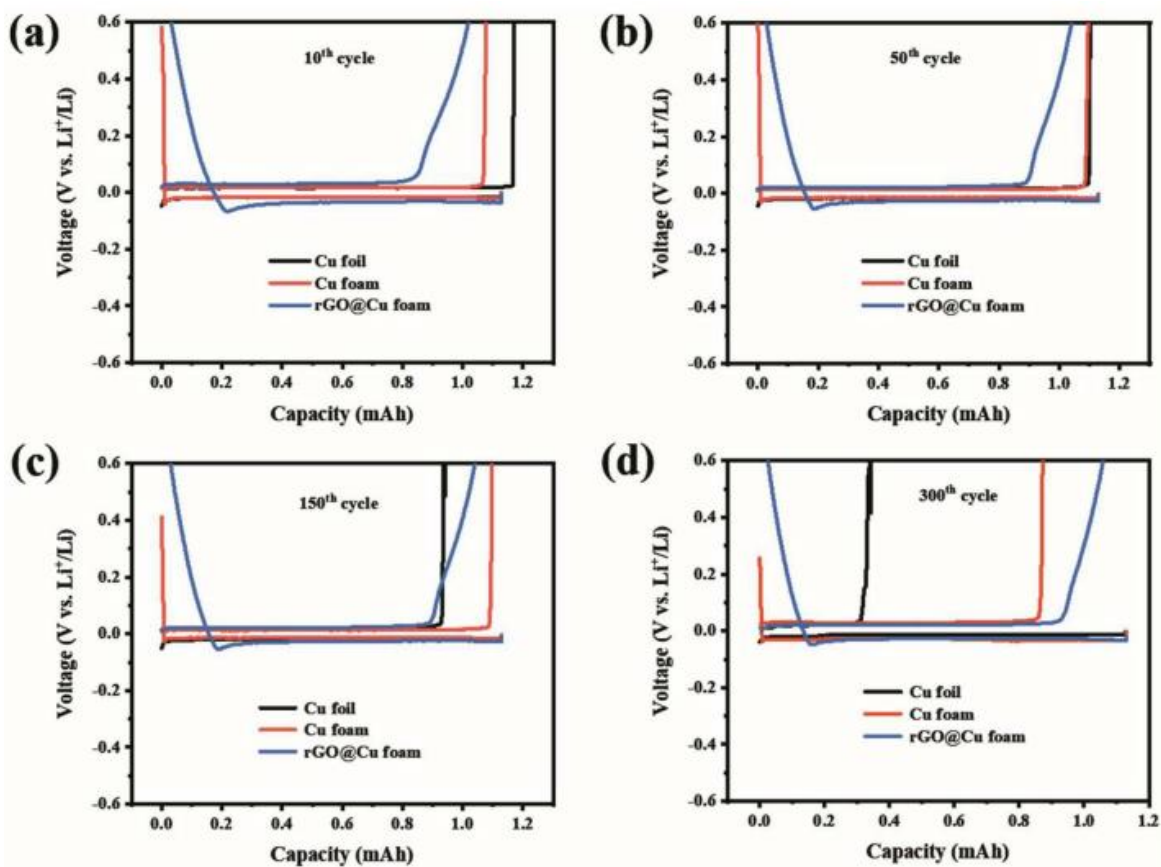 (a)
10th cycle
Voltage (V vs. Li+/Li)
0.6
0.4
0.2
0.0
-0.2
-0.4
-0.6
Cu foil
Cu foam
rGO@Cu foam
0.0 0.2 0.4 0.6 0.8 1.0 1.2
Capacity (mAh)
(b)
50th cycle
Voltage (V vs. Li+/Li)
0.6
0.4
0.2
0.0
-0.2
-0.4
-0.6
Cu foil
Cu foam
rGO@Cu foam
0.0 0.2 0.4 0.6 0.8 1.0 1.2
Capacity (mAh)
(c)
150th cycle
Voltage (V vs. Li+/Li)
0.6
0.4
0.2
0.0
-0.2
-0.4
-0.6
Cu foil
Cu foam
rGO@Cu foam
0.0 0.2 0.4 0.6 0.8 1.0 1.2
Capacity (mAh)
(d)
300th cycle
Voltage (V vs. Li+/Li)
0.6
0.4
0.2
0.0
-0.2
-0.4
-0.6
Cu foil
Cu foam
rGO@Cu foam
0.0 0.2 0.4 0.6 0.8 1.0 1.2
Capacity (mAh)